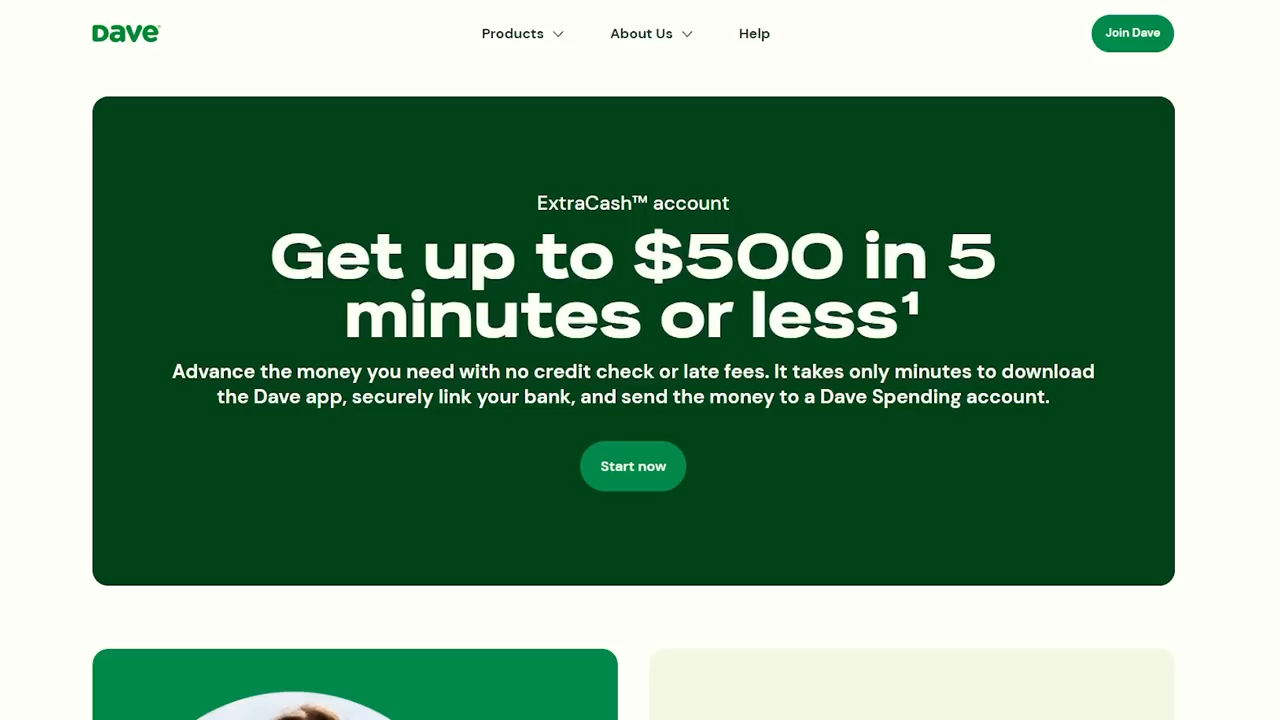 Dave
Products
About Us
Help
Join Dave
ExtraCash™ account
Get up to $500 in 5
minutes or less¹
Advance the money you need with no credit check or late fees. It takes only minutes to download
the Dave app, securely link your bank, and send the money to a Dave Spending account.
Start now